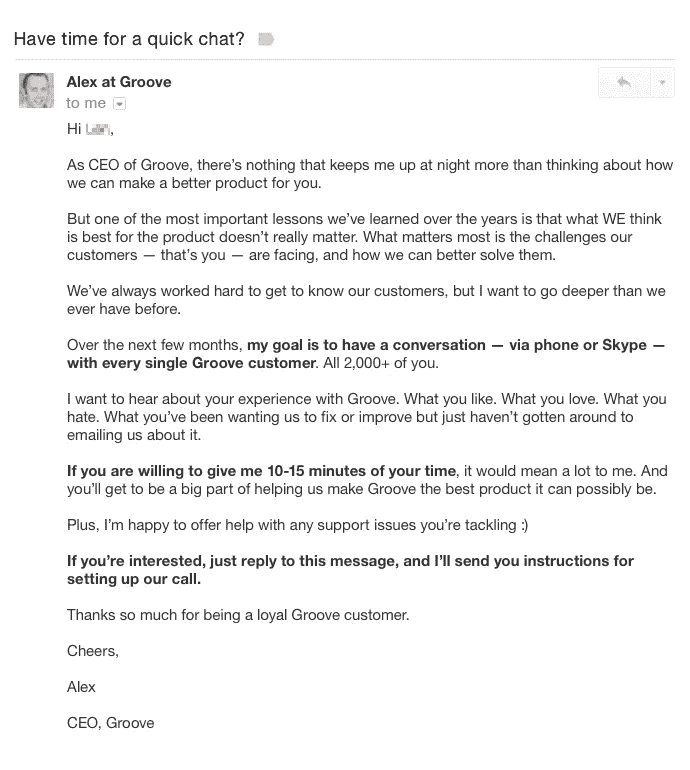 Have time for a quick chat?
Alex at Groove
to me
Hi ,
As CEO of Groove, there's nothing that keeps me up at night more than thinking about how
we can make a better product for you.
But one of the most important lessons we've learned over the years is that what WE think
is best for the product doesn't really matter. What matters most is the challenges our
customers — that's you — are facing, and how we can better solve them.
We've always worked hard to get to know our customers, but I want to go deeper than we
ever have before.
Over the next few months, my goal is to have a conversation — via phone or Skype —
with every single Groove customer. All 2,000+ of you.
I want to hear about your experience with Groove. What you like. What you love. What you
hate. What you've been wanting us to fix or improve but just haven't gotten around to
emailing us about it.
If you are willing to give me 10-15 minutes of your time, it would mean a lot to me. And
you'll get to be a big part of helping us make Groove the best product it can possibly be.
Plus, I'm happy to offer help with any support issues you're tackling :)
If you're interested, just reply to this message, and I'll send you instructions for
setting up our call.
Thanks so much for being a loyal Groove customer.
Cheers,
Alex
CEO, Groove